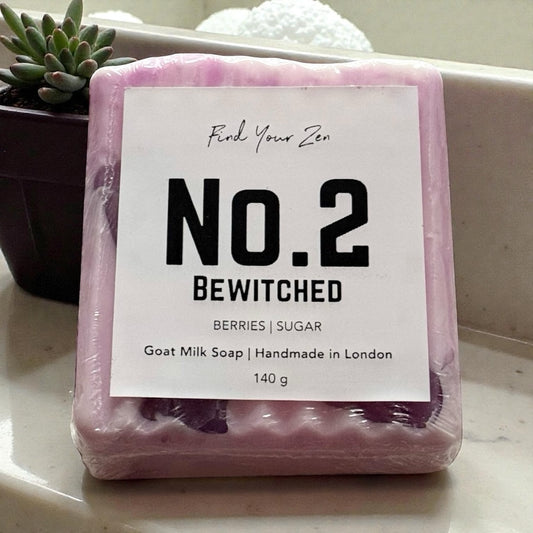 Find Your Zen
No.2
BEWITCHED
BERRIES | SUGAR
Goat Milk Soap | Handmade in London
140 g